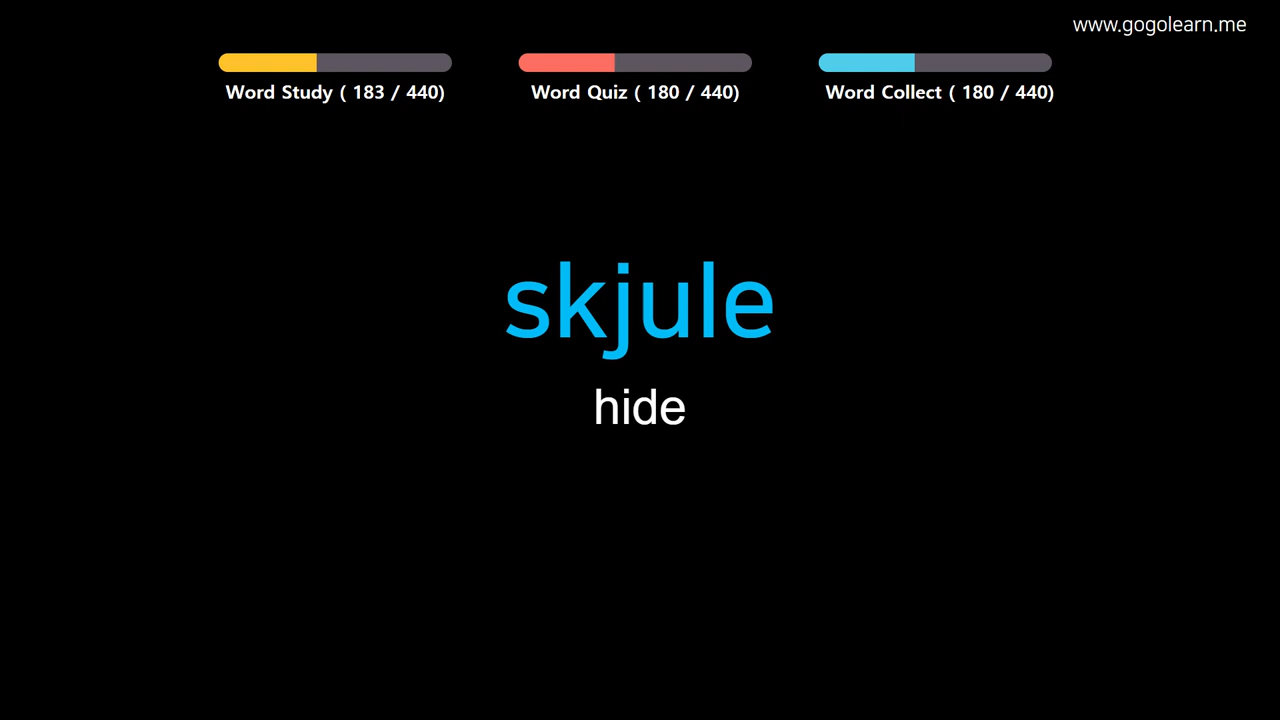 www.gogolearn.me
Word Study ( 183 / 440)
Word Quiz ( 180 / 440)
Word Collect ( 180 / 440)
skjule
hide